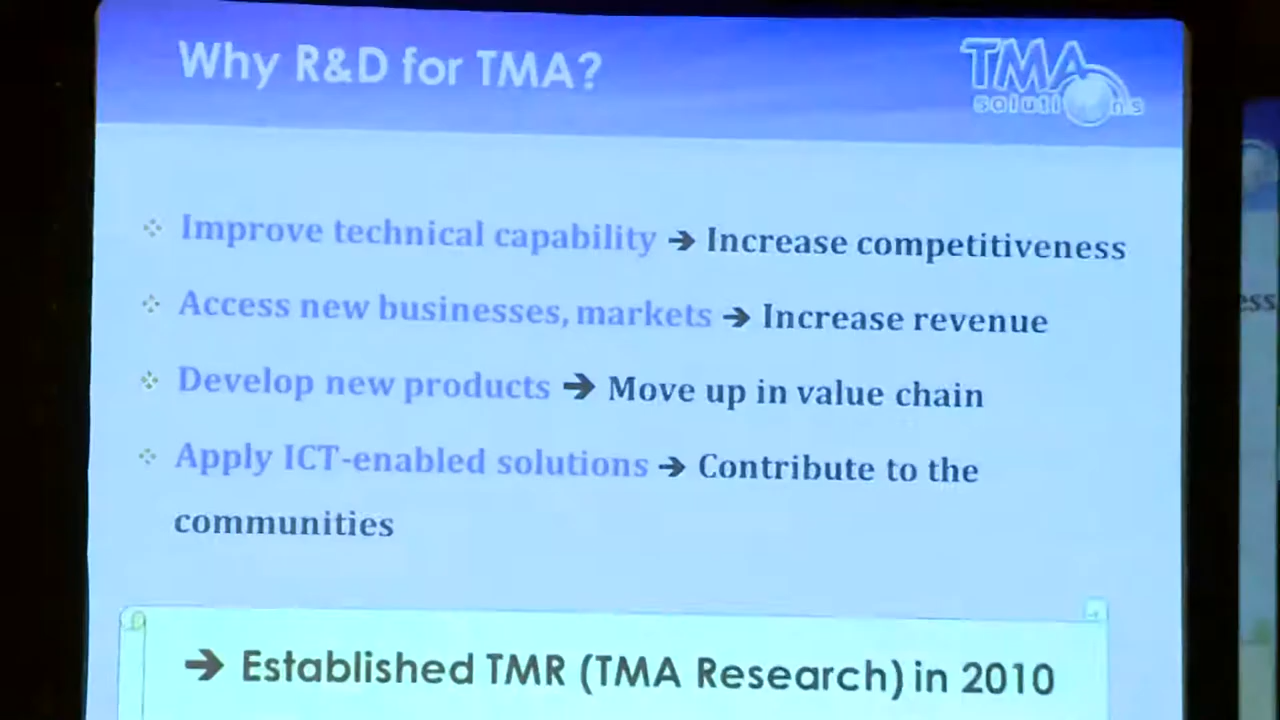 Why R&D for TMA?
TMA
solutions
Improve technical capability ➔ Increase competitiveness
Access new businesses, markets ➔ Increase revenue
Develop new products ➔ Move up in value chain
Apply ICT-enabled solutions ➔ Contribute to the
communities
➔ Established TMR (TMA Research) in 2010
ess